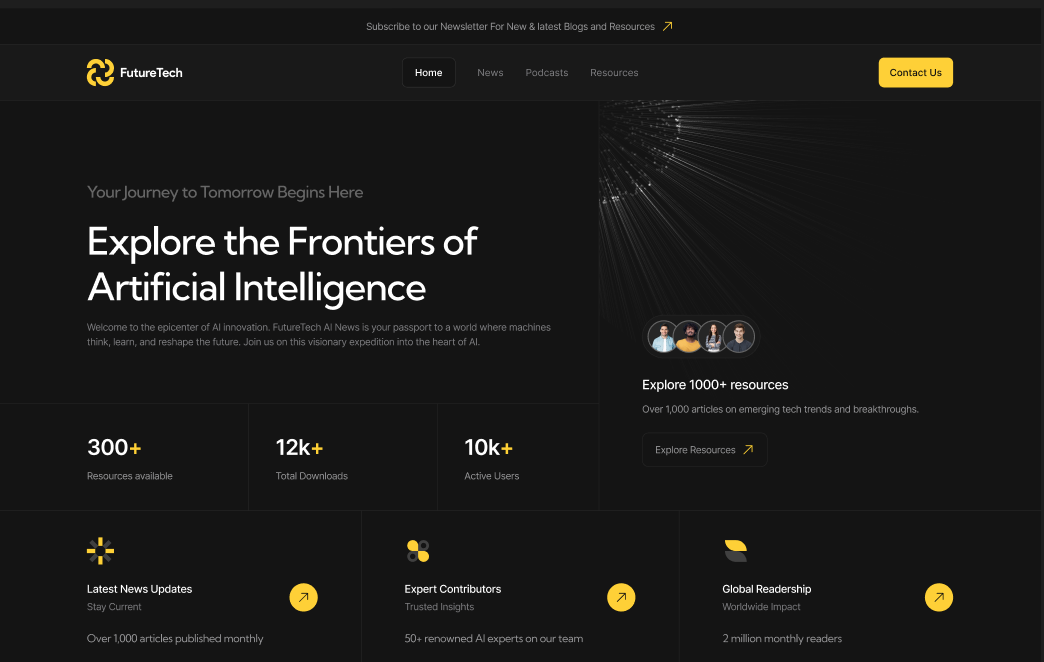 Subscribe to our Newsletter For New & latest Blogs and Resources
FutureTech
Home
News
Podcasts
Resources
Contact Us
Your Journey to Tomorrow Begins Here
Explore the Frontiers of
Artificial Intelligence
Welcome to the epicenter of AI innovation. FutureTech AI News is your passport to a world where machines
think, learn, and reshape the future. Join us on this visionary expedition into the heart of AI.
300+
Resources available
12k+
Total Downloads
10k+
Active Users
Explore 1000+ resources
Over 1,000 articles on emerging tech trends and breakthroughs.
Explore Resources
Latest News Updates
Stay Current
Over 1,000 articles published monthly
Expert Contributors
Trusted Insights
50+ renowned AI experts on our team
Global Readership
Worldwide Impact
2 million monthly readers